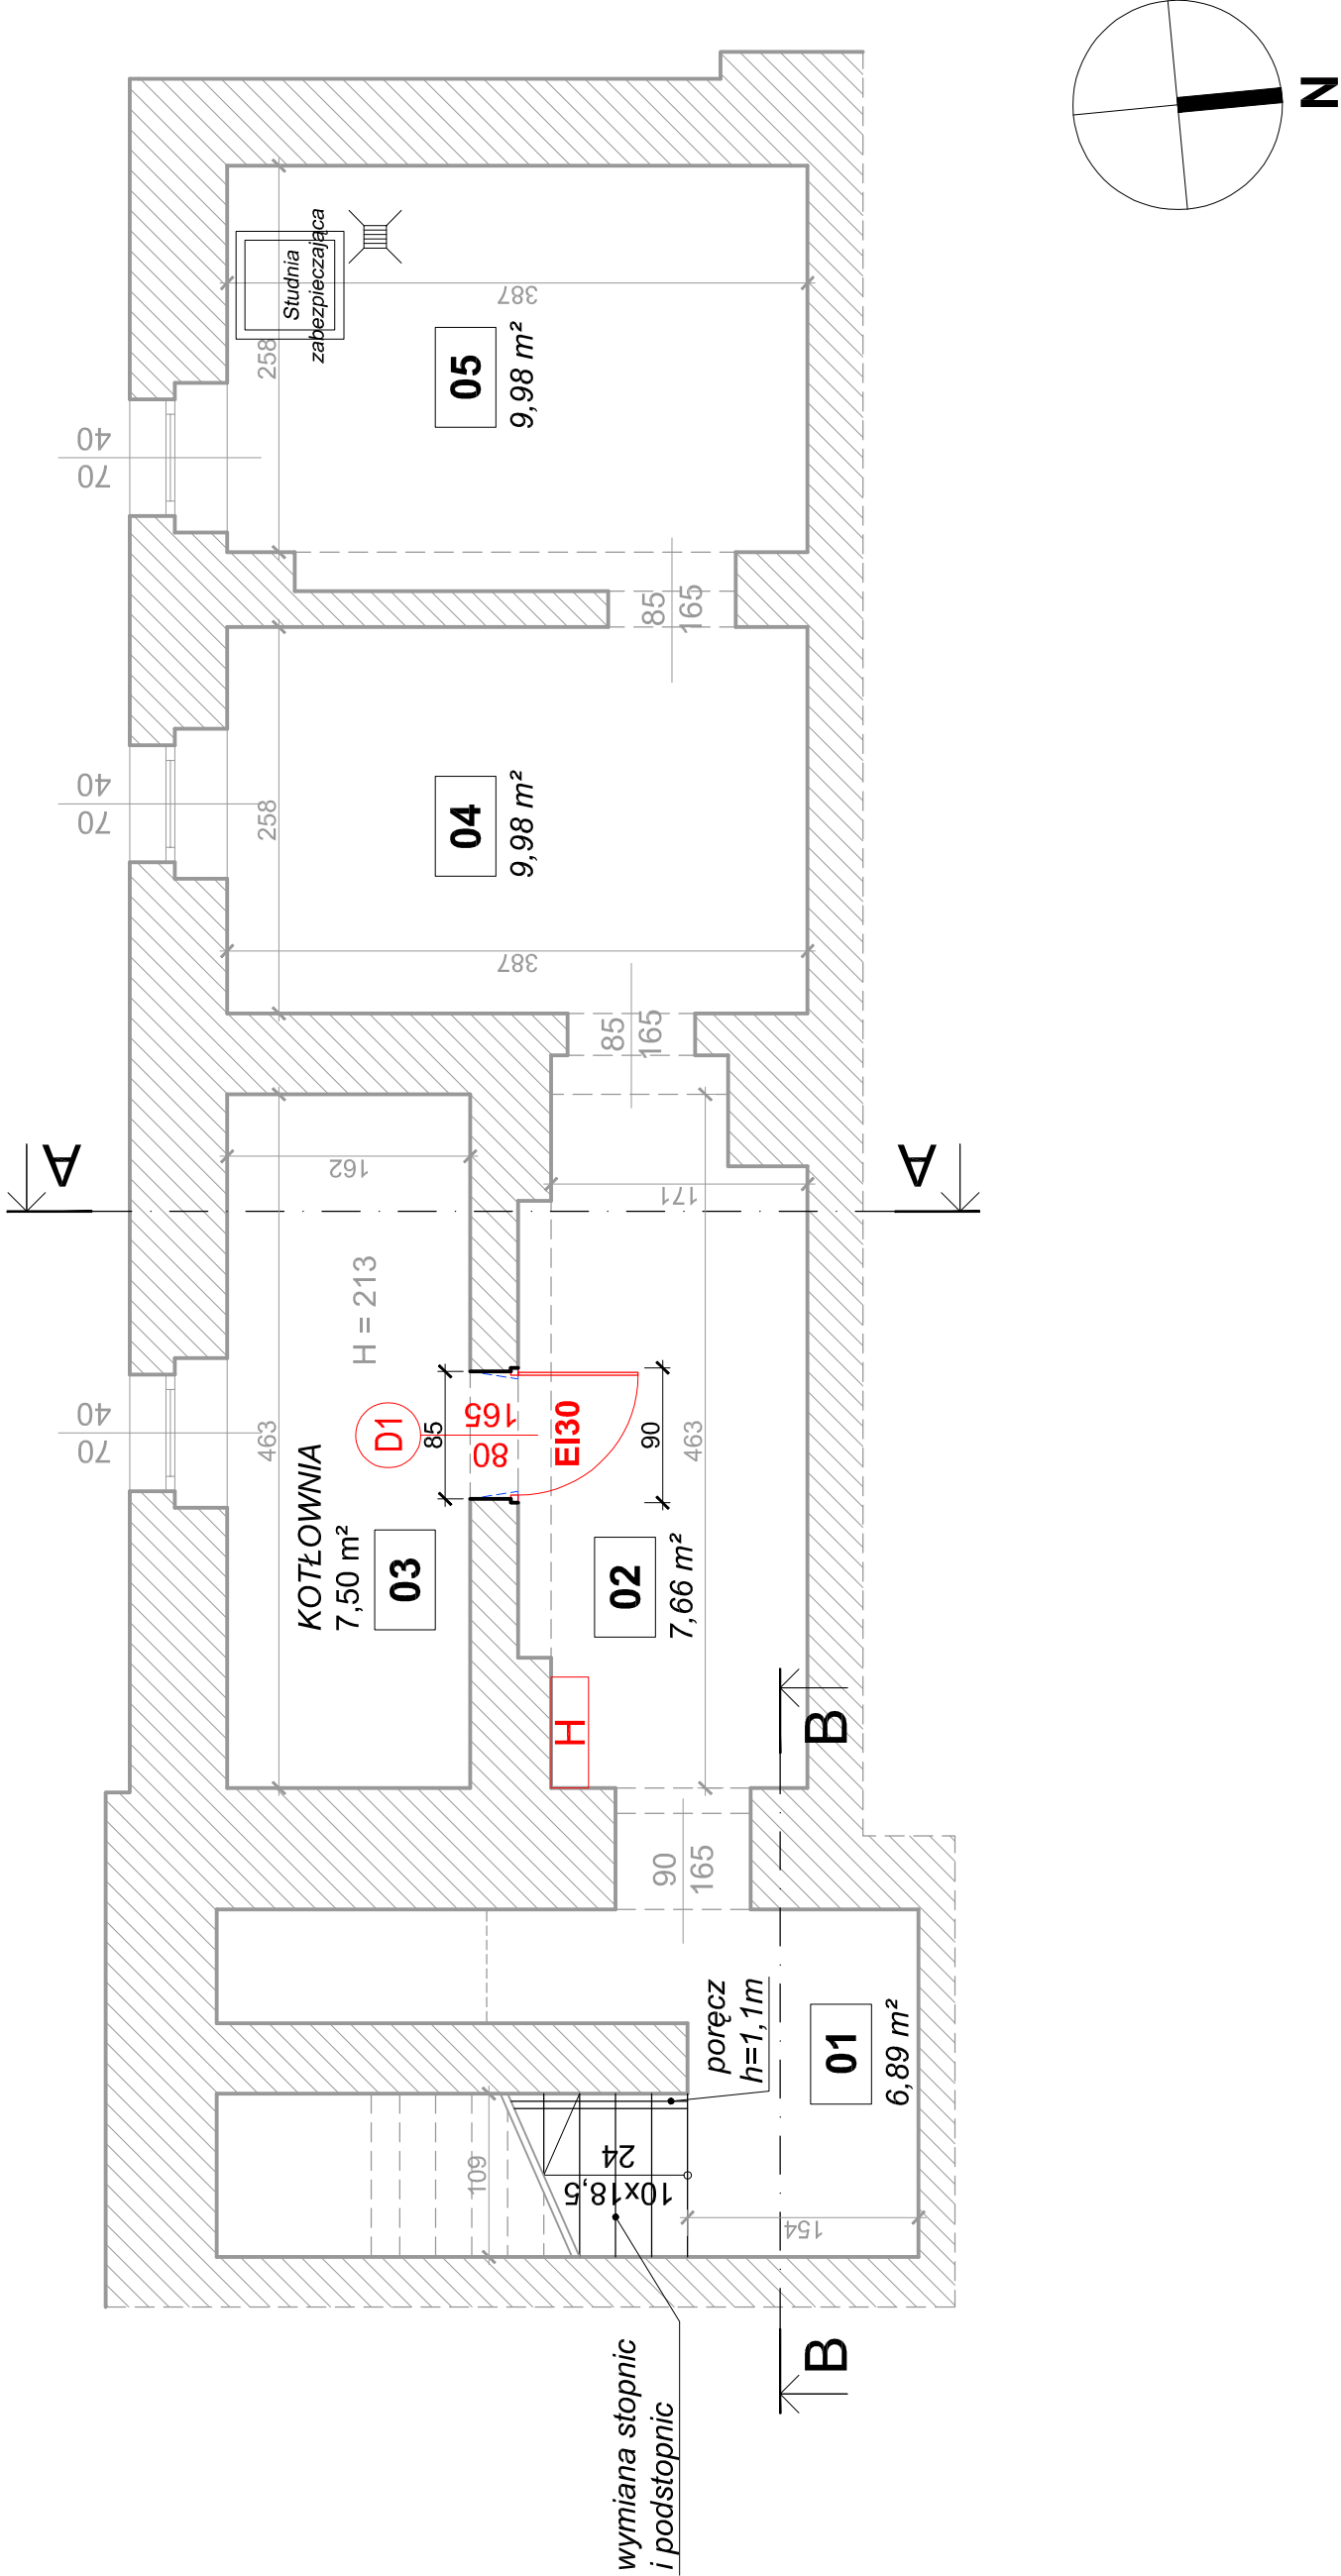 N
Studnia
zabezpieczająca
387
258
05
9,98 m²
40
70
85
165
40
70
258
04
9,98 m²
387
85
165
A
A
162
171
H = 213
463
40
70
KOTŁOWNIA
7,50 m²
03
D1
85
80
165
EI30
90
463
02
7,66 m²
H
B
90
165
poręcz
h=1,1m
01
6,89 m²
109
10x18,5
24
154
B
wymiana stopnic
i podstopnic